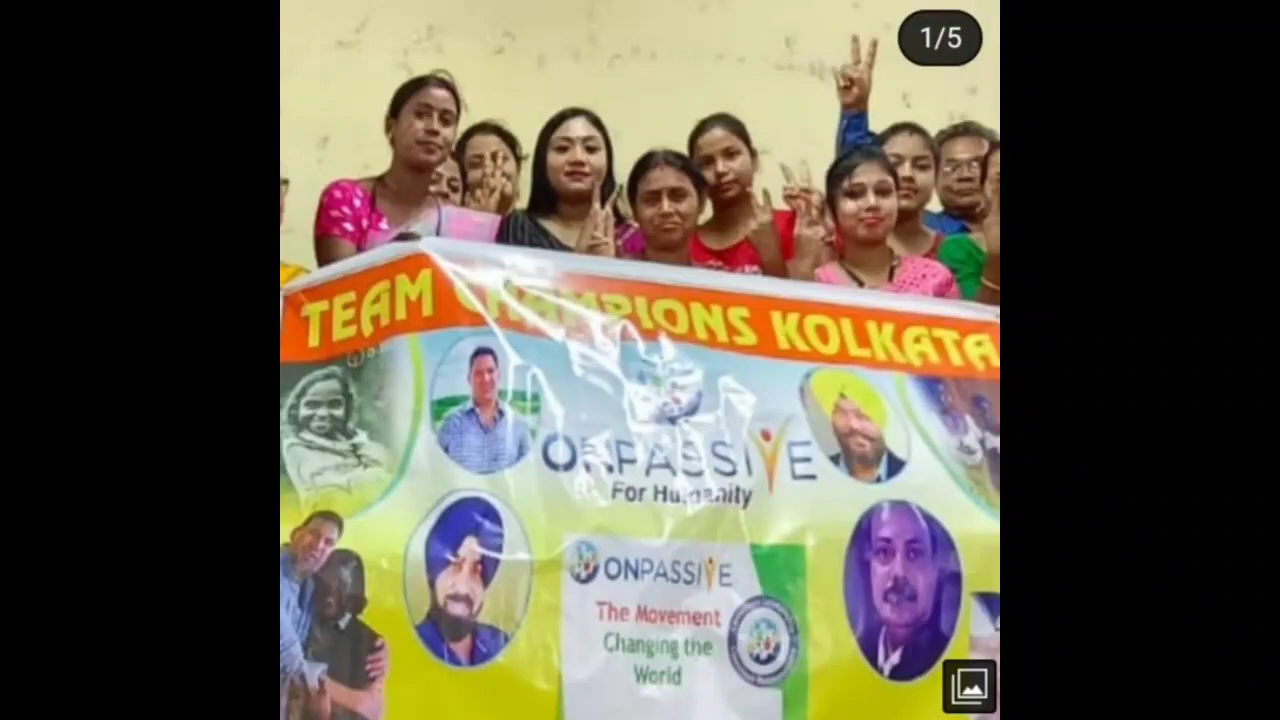 1/5
TEAM CHAMPIONS KOLKATA
ONPASSIVE
For Humanity
ONPASSIVE
The Movement
Changing the
World